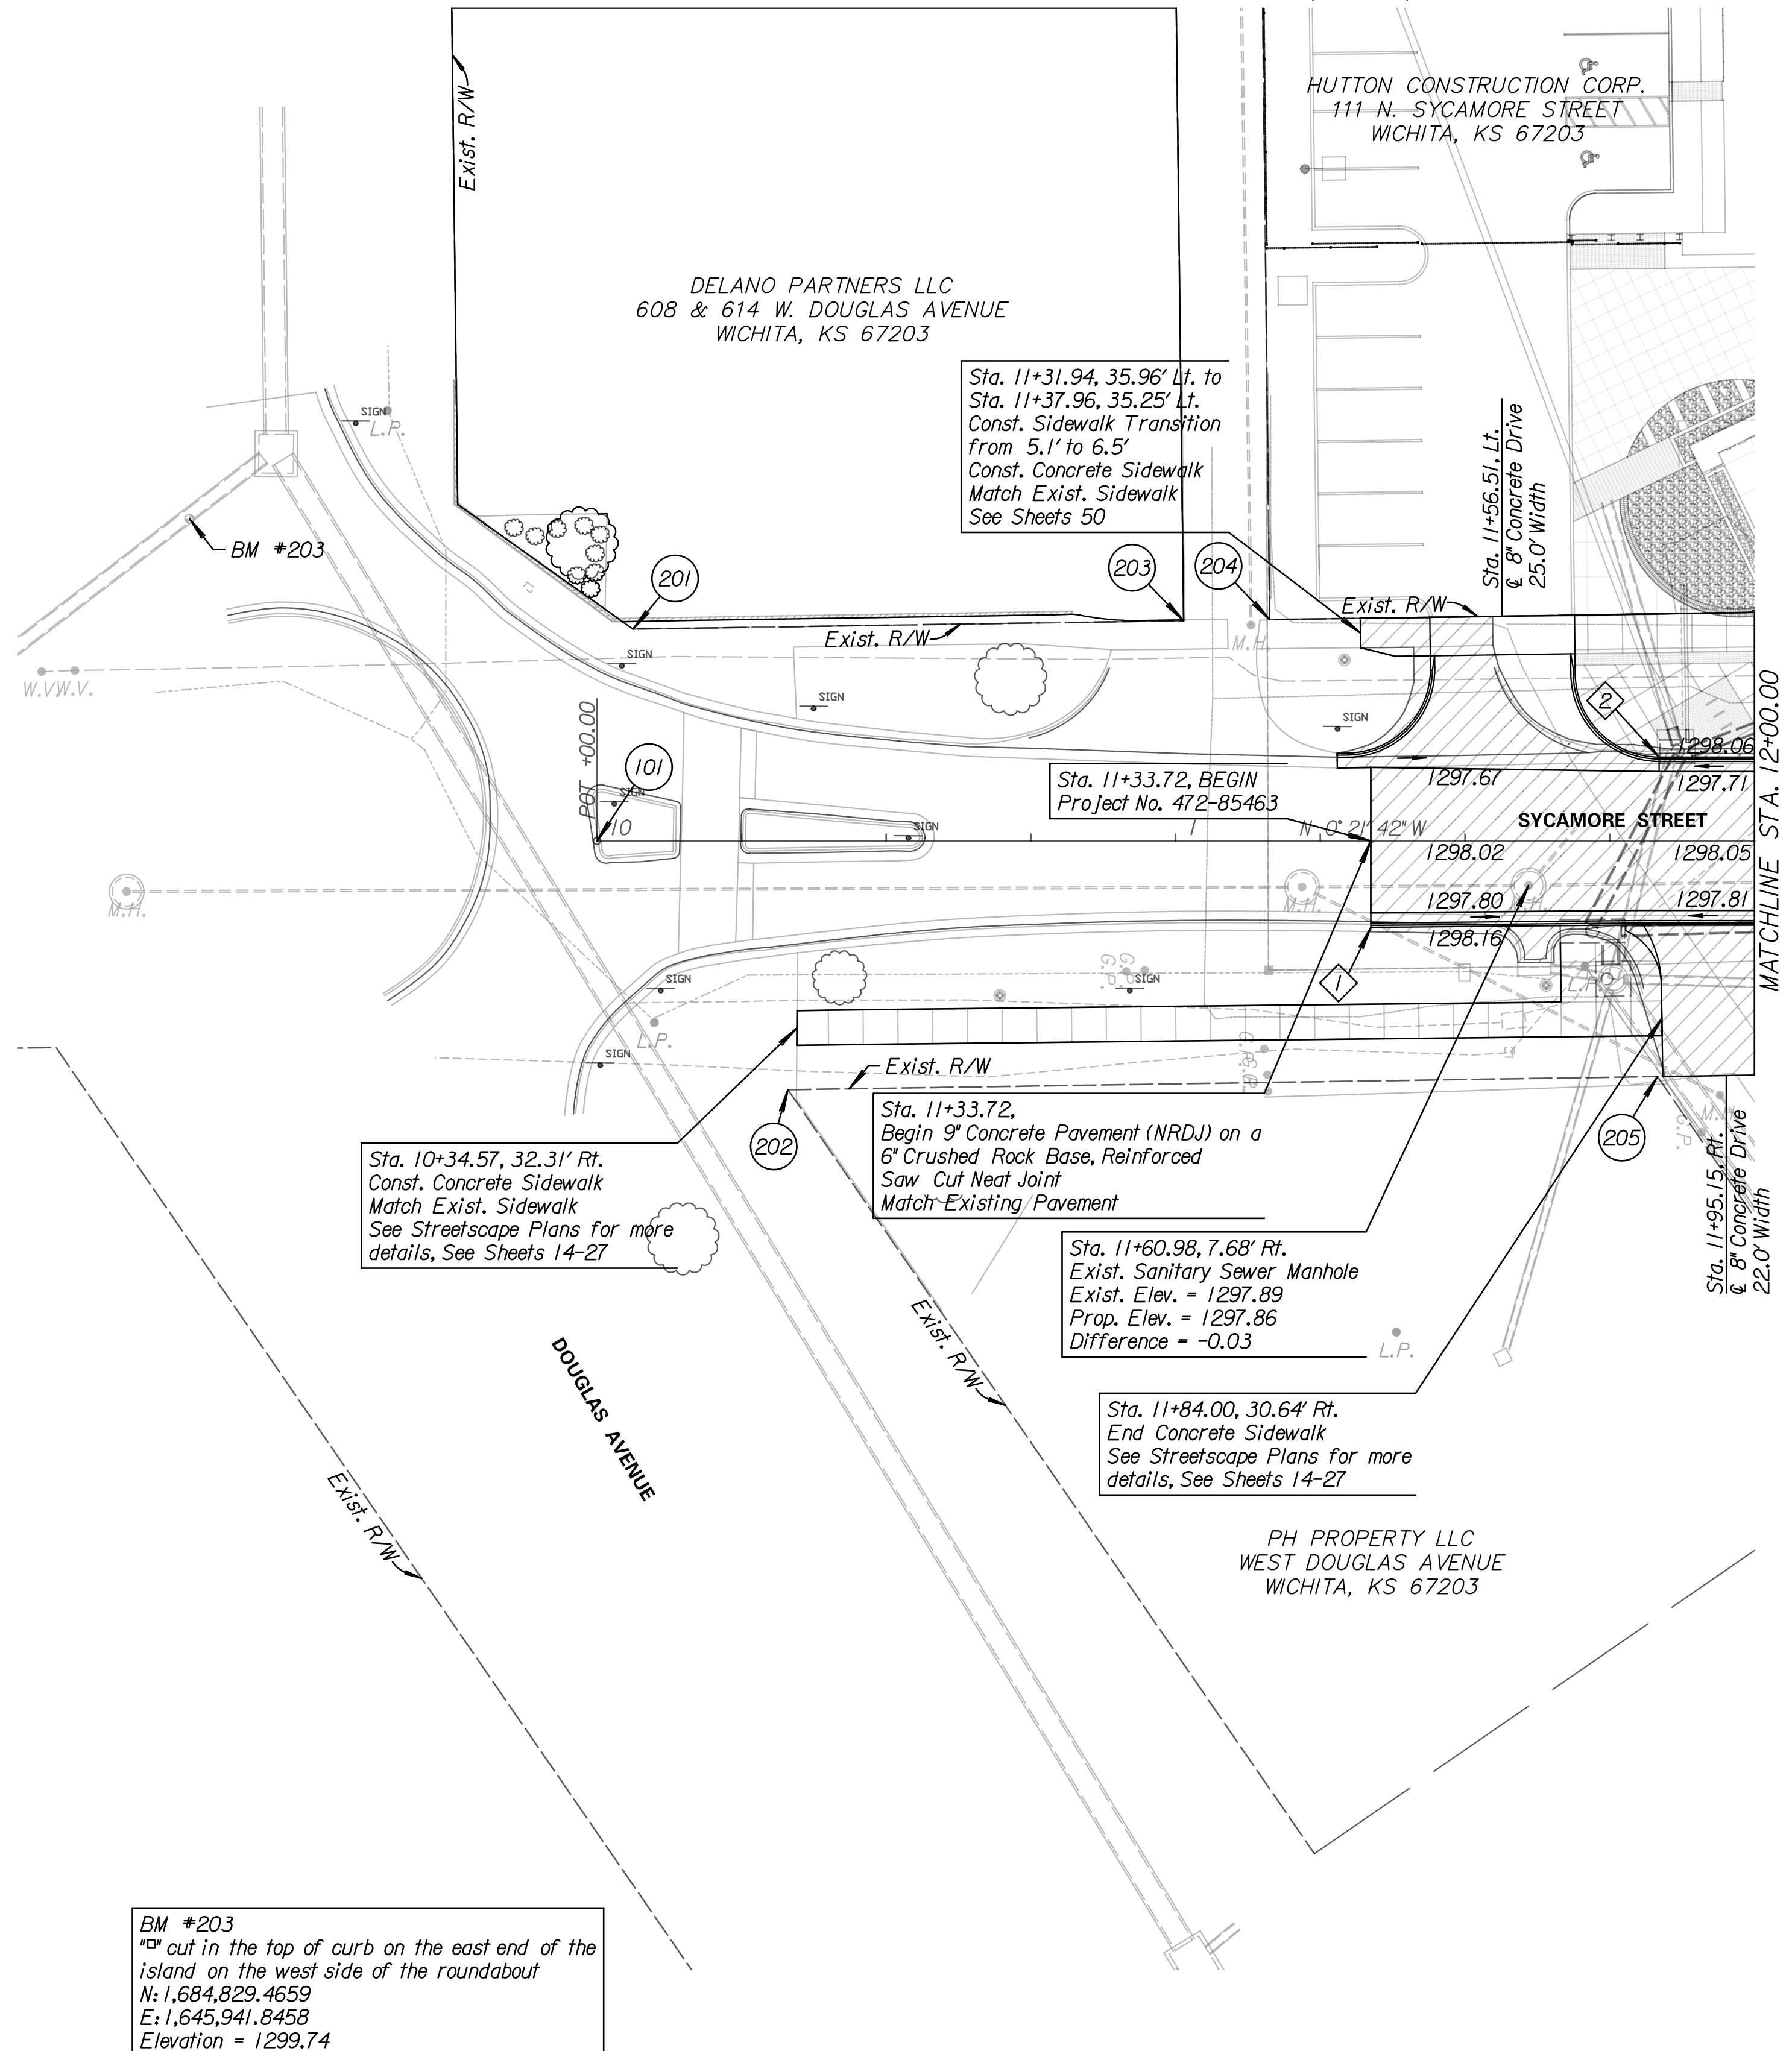 HUTTON CONSTRUCTION CORP.
111 N. SYCAMORE STREET
WICHITA, KS 67203
Exist. R/W
DELANO PARTNERS LLC
608 & 614 W. DOUGLAS AVENUE
WICHITA, KS 67203
Sta. 11+31.94, 35.96' Lt. to
Sta. 11+37.96, 35.25' Lt.
Const. Sidewalk Transition
from 5.1' to 6.5'
Const. Concrete Sidewalk
Match Exist. Sidewalk
See Sheets 50
Sta. 11+56.51, Lt.
℄ 8" Concrete Drive
25.0' Width
SIGN
L.P.
BM #203
201
203
204
Exist. R/W
Exist. R/W
M.H.
SIGN
W.V.
W.V.
SIGN
SIGN
2
MATCHLINE STA. 12+00.00
POT +00.00
101
SIGN
10
SIGN
1
N 0° 21' 42" W
Sta. 11+33.72, BEGIN
Project No. 472-85463
1298.06
1297.67
1297.71
SYCAMORE STREET
1298.02
1298.05
1297.80
1297.81
1298.16
M.H.
M.H.
1
G.P.
G.P.
SIGN
SIGN
L.P.
L.P.
SIGN
G.P.
Exist. R/W
202
205
M.H.
G.P.
Sta. 11+95.15, Rt.
℄ 8" Concrete Drive
22.0' Width
Sta. 11+33.72,
Begin 9" Concrete Pavement (NRDJ) on a
6" Crushed Rock Base, Reinforced
Saw Cut Neat Joint
Match Existing Pavement
Sta. 10+34.57, 32.31' Rt.
Const. Concrete Sidewalk
Match Exist. Sidewalk
See Streetscape Plans for more
details, See Sheets 14-27
Sta. 11+60.98, 7.68' Rt.
Exist. Sanitary Sewer Manhole
Exist. Elev. = 1297.89
Prop. Elev. = 1297.86
Difference = -0.03
L.P.
Exist. R/W
DOUGLAS AVENUE
Sta. 11+84.00, 30.64' Rt.
End Concrete Sidewalk
See Streetscape Plans for more
details, See Sheets 14-27
Exist. R/W
PH PROPERTY LLC
WEST DOUGLAS AVENUE
WICHITA, KS 67203
BM #203
"□" cut in the top of curb on the east end of the
island on the west side of the roundabout
N: 1,684,829.4659
E: 1,645,941.8458
Elevation = 1299.74